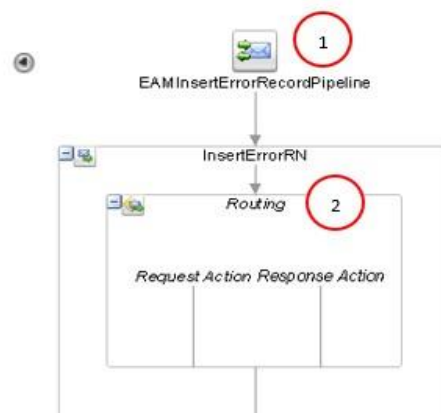 1
EAMInsertErrorRecordPipeline
InsertErrorRN
Routing
2
Request Action Response Action